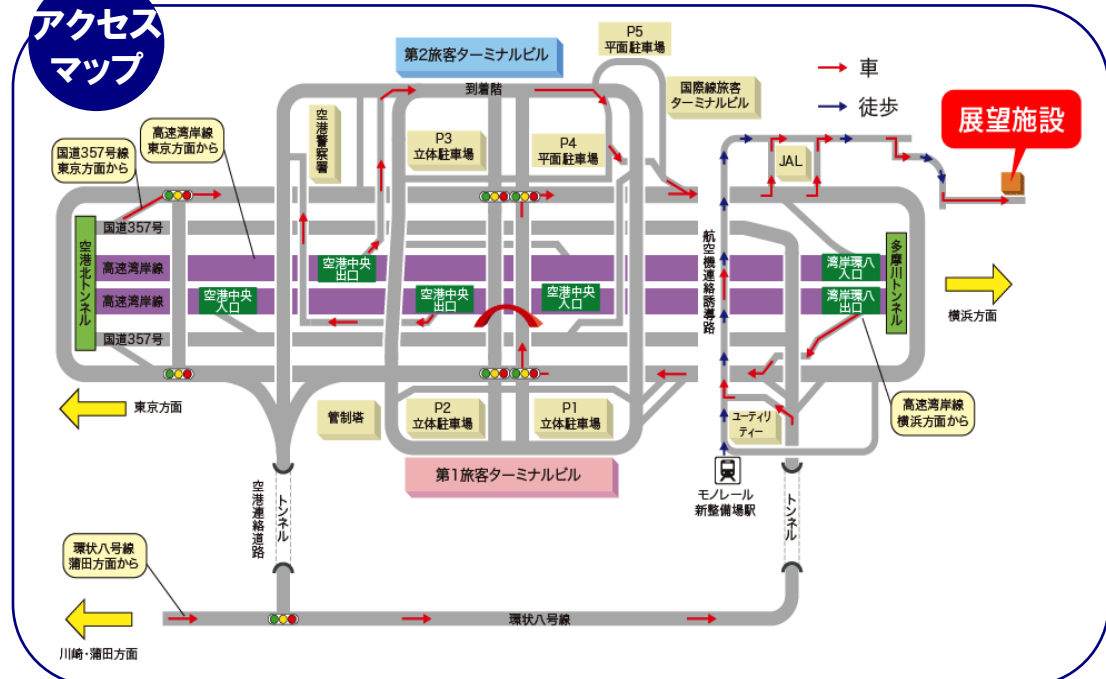 アクセス
マップ
第2旅客ターミナルビル
到着階
P5
平面駐車場
国際線旅客
ターミナルビル
車
徒歩
展望施設
JAL
空港警察署
P3
立体駐車場
P4
平面駐車場
高速湾岸線
東京方面から
国道357号線
東京方面から
国道357号
高速湾岸線
高速湾岸線
国道357号
空港北トンネル
空港中央
出口
空港中央
入口
空港中央
出口
空港中央
入口
航空機連絡誘導路
湾岸環八
入口
湾岸環八
出口
多摩川トンネル
横浜方面
東京方面
管制塔
P2
立体駐車場
P1
立体駐車場
ユーティリ
ティー
高速湾岸線
横浜方面から
第1旅客ターミナルビル
モノレール
新整備場駅
空港連絡道路
トンネル
トンネル
環状八号線
蒲田方面から
環状八号線
川崎・蒲田方面